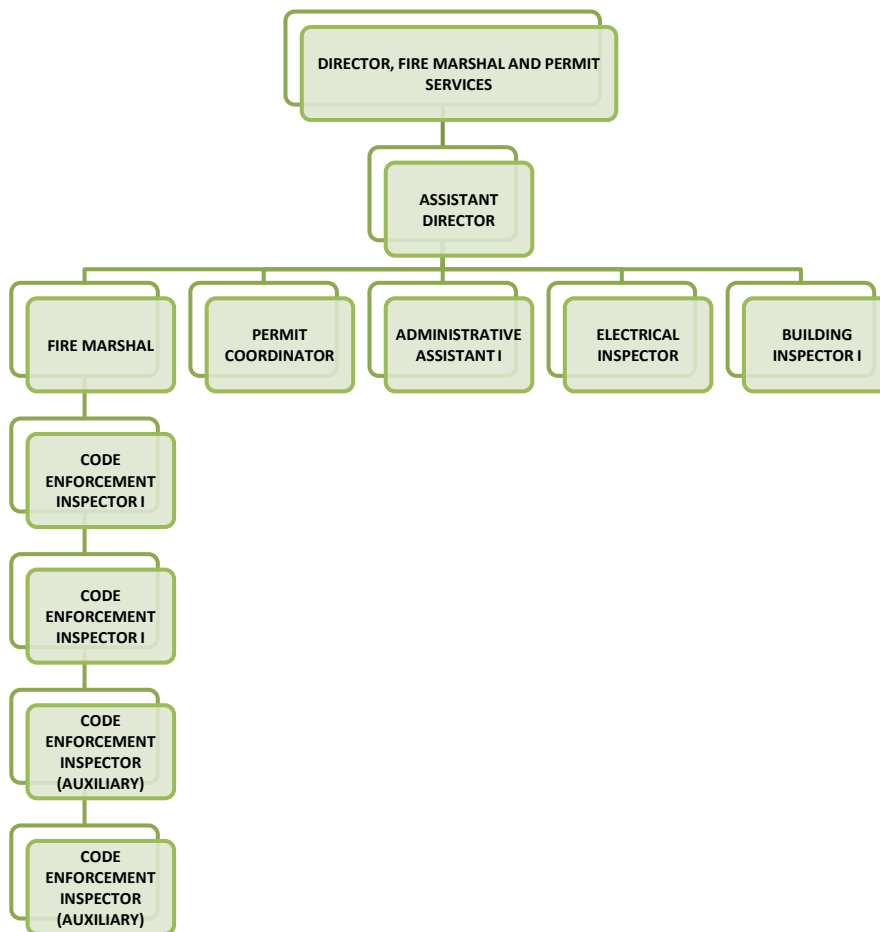 DIRECTOR, FIRE MARSHAL AND PERMIT
SERVICES
ASSISTANT
DIRECTOR
FIRE MARSHAL
PERMIT
COORDINATOR
ADMINISTRATIVE
ASSISTANT I
ELECTRICAL
INSPECTOR
BUILDING
INSPECTOR I
CODE
ENFORCEMENT
INSPECTOR I
CODE
ENFORCEMENT
INSPECTOR I
CODE
ENFORCEMENT
INSPECTOR
(AUXILIARY)
CODE
ENFORCEMENT
INSPECTOR
(AUXILIARY)